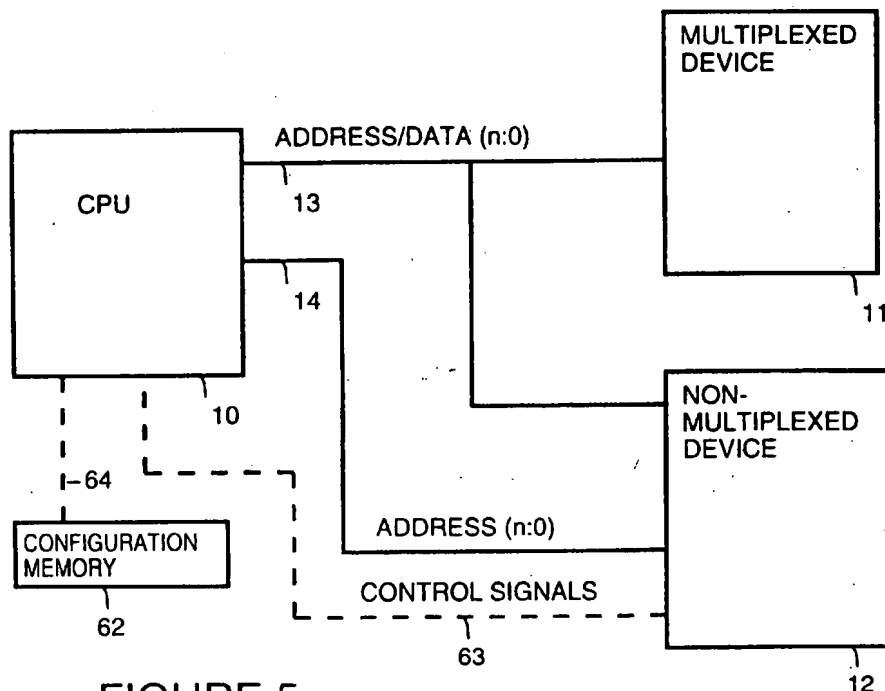 MULTIPLEXED
DEVICE
ADDRESS/DATA (n:0)
CPU
13
14
11
10
NON-
MULTIPLEXED
DEVICE
64
ADDRESS (n:0)
CONFIGURATION
MEMORY
CONTROL SIGNALS
62
63
12
FIGURE 5